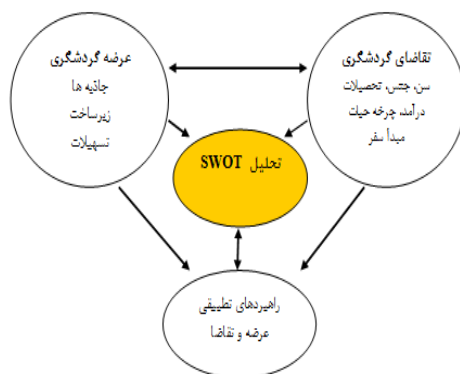 تقاضای گردشگری
سن، جنس، تحصیلات
درآمد، چرخه حیات
مبدأ سفر
عرضه گردشگری
جاذبه ها
زیرساخت
تسهیلات
تحلیل SWOT
راهبردهای تطبیقی
عرضه و تقاضا